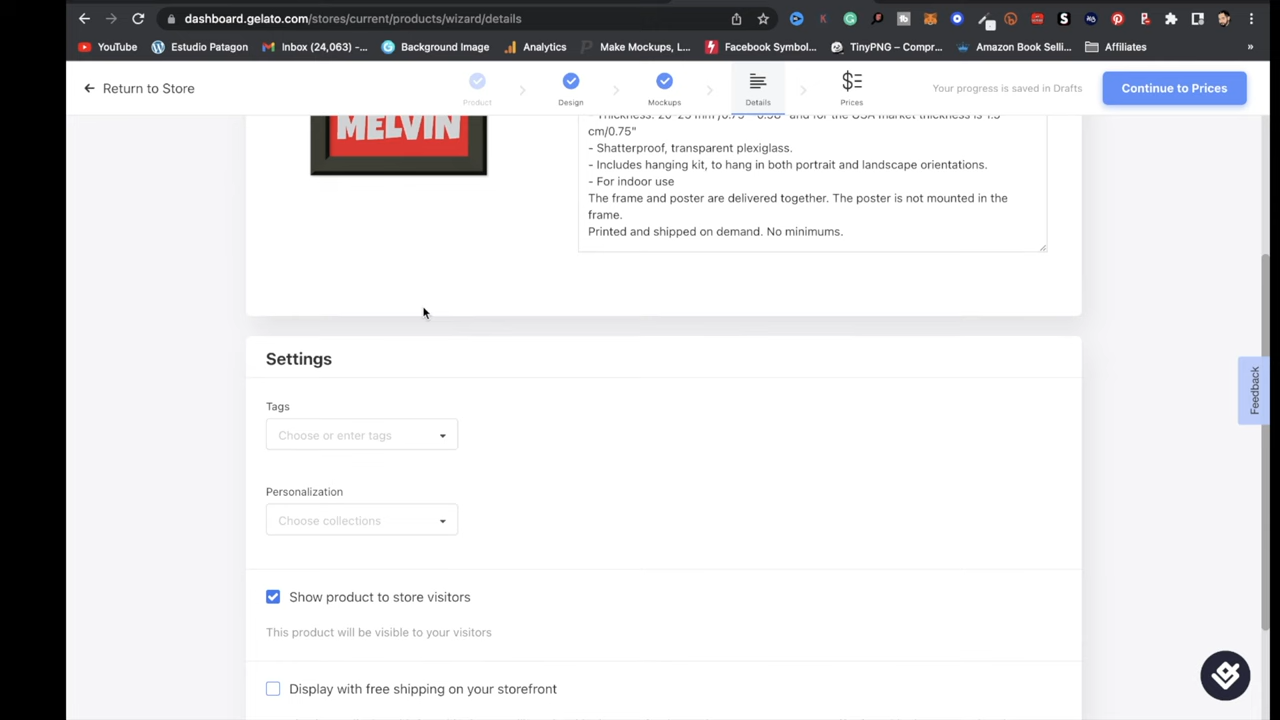 dashboard.gelato.com/stores/current/products/wizard/details
YouTube
Estudio Patagon
Inbox (24,063) -...
Background Image
Analytics
Make Mockups, L...
Facebook Symbol...
TinyPNG – Compr...
Amazon Book Selli...
Affiliates
»
Return to Store
Product
Design
Mockups
Details
Prices
Your progress is saved in Drafts
Continue to Prices
MELVIN
cm/0.75"
- Shatterproof, transparent plexiglass.
- Includes hanging kit, to hang in both portrait and landscape orientations.
- For indoor use
The frame and poster are delivered together. The poster is not mounted in the
frame.
Printed and shipped on demand. No minimums.
Settings
Tags
Choose or enter tags
Personalization
Choose collections
Show product to store visitors
This product will be visible to your visitors
Display with free shipping on your storefront
Feedback